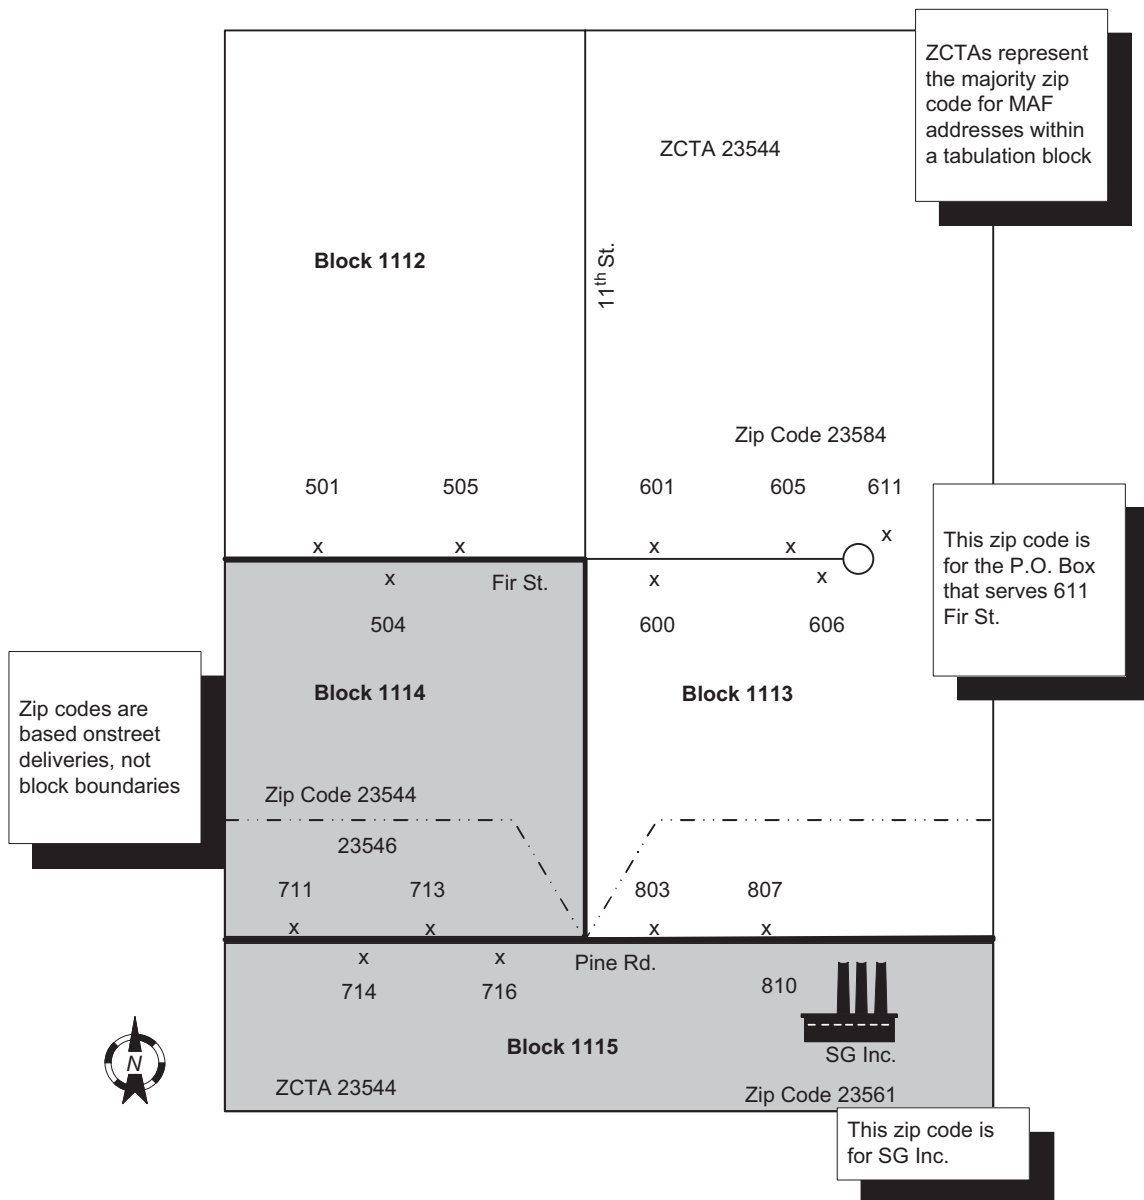 ZCTAs represent
the majority zip
code for MAF
addresses within
a tabulation block
ZCTA 23544
Block 1112
11th St.
Zip Code 23584
501 505 601 605 611
x x x x x
Fir St.
x x x
504 600 606
This zip code is
for the P.O. Box
that serves 611
Fir St.
Block 1114 Block 1113
Zip codes are
based onstreet
deliveries, not
block boundaries
Zip Code 23544
23546
711 713 803 807
x x x x
x x Pine Rd.
714 716 810
Block 1115
SG Inc.
N
ZCTA 23544 Zip Code 23561
This zip code is
for SG Inc.